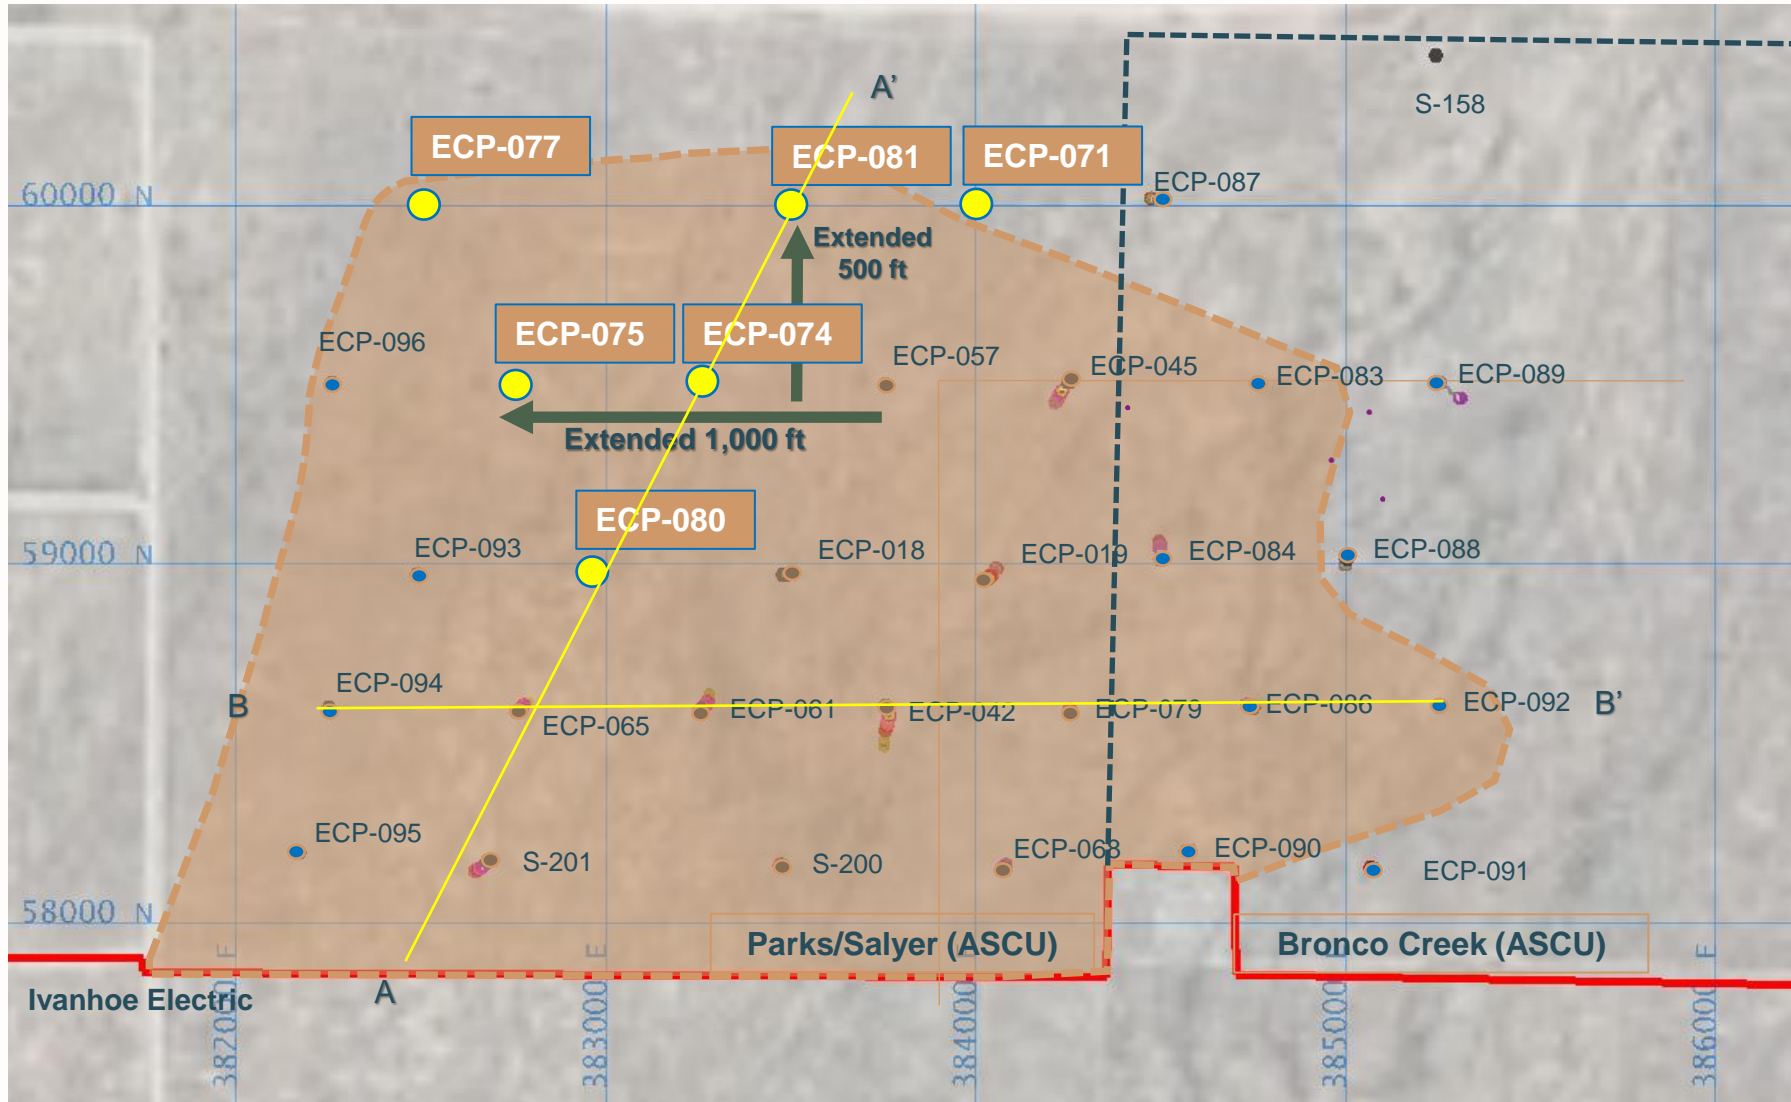 A'
S-158
ECP-077
ECP-081
ECP-071
ECP-087
60000 N
Extended
500 ft
ECP-096
ECP-075
ECP-074
ECP-057
ECP-045
ECP-083
ECP-089
Extended 1,000 ft
ECP-080
59000 N
ECP-093
ECP-018
ECP-019
ECP-084
ECP-088
B
ECP-094
ECP-065
ECP-061
ECP-042
ECP-079
ECP-086
ECP-092
B'
ECP-095
S-201
S-200
ECP-068
ECP-090
ECP-091
58000 N
Parks/Salyer (ASCU)
Bronco Creek (ASCU)
Ivanhoe Electric
A
382000 E
383000 E
384000 E
385000 E
386000 E